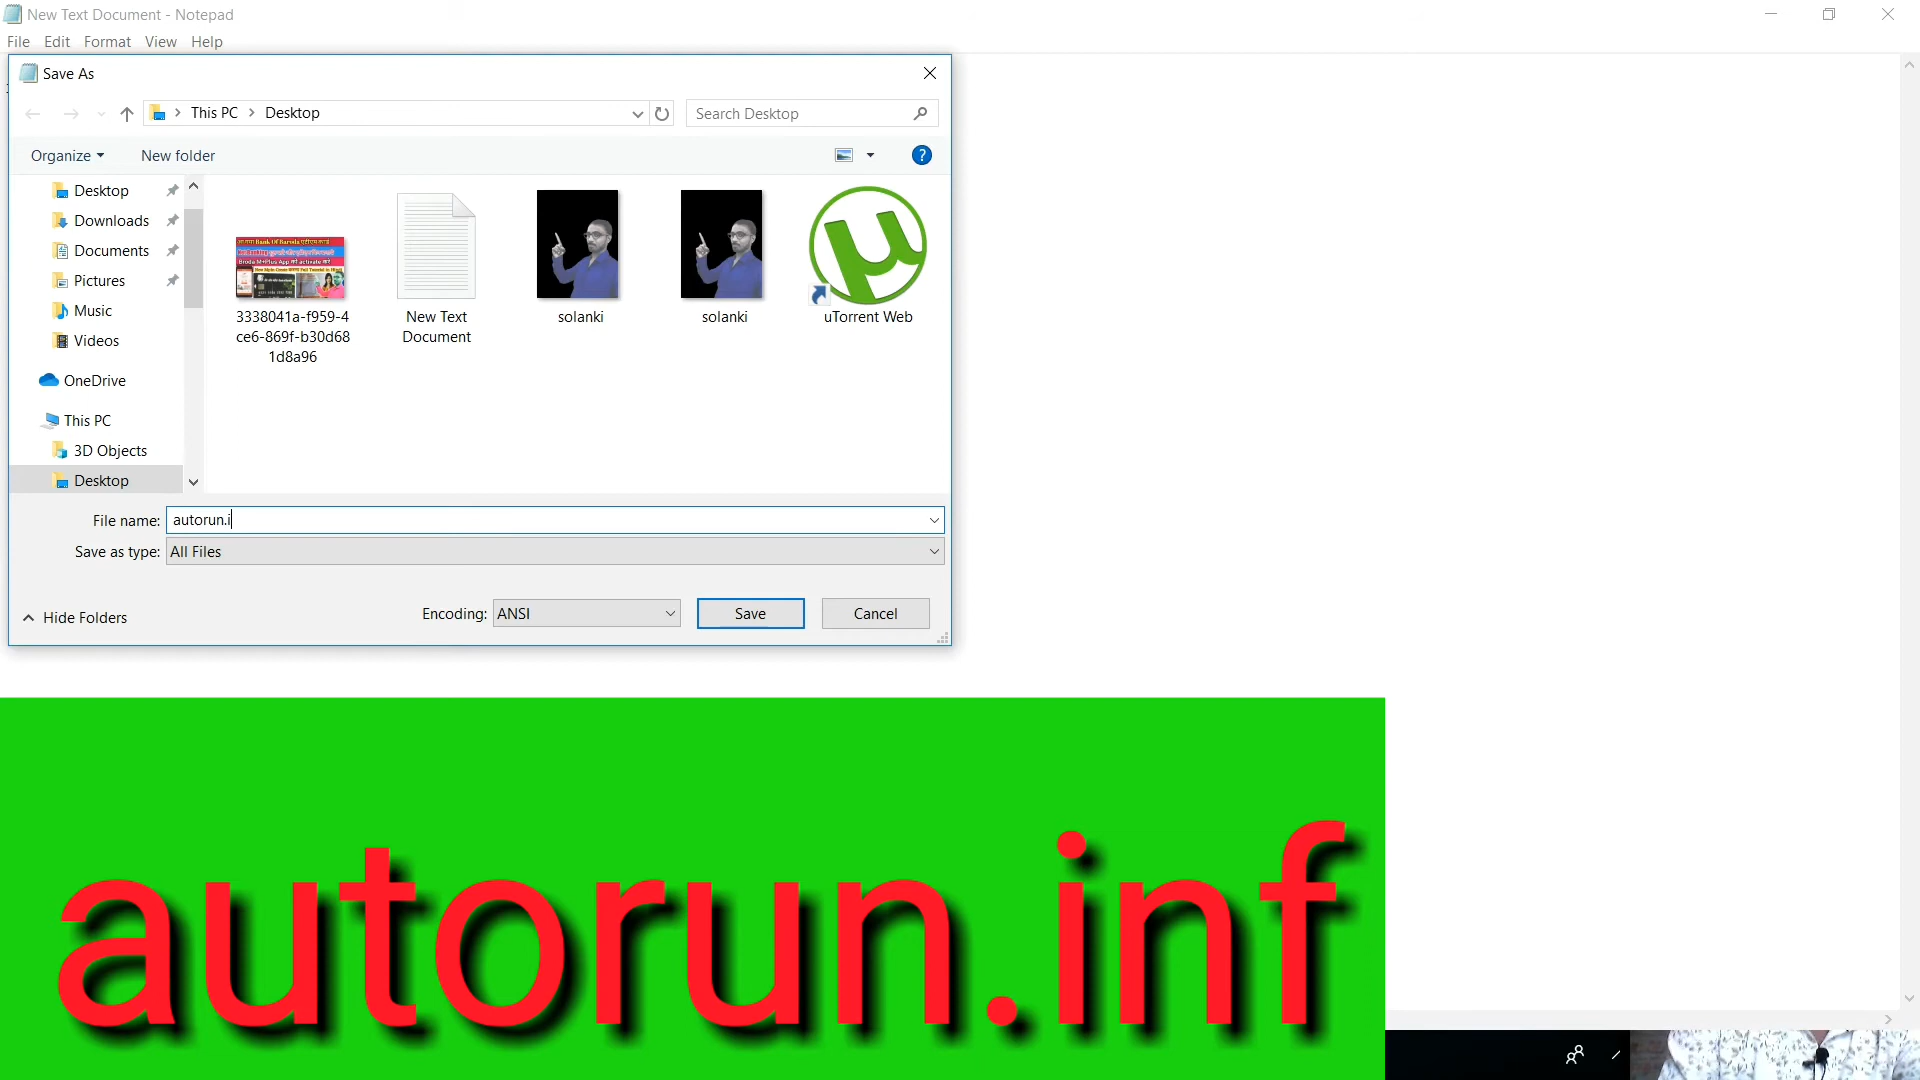 New Text Document - Notepad
File Edit Format View Help
Save As
This PC Desktop
Search Desktop
Organize New folder
Desktop
Downloads
Documents
Pictures
Music
Videos
OneDrive
This PC
3D Objects
Desktop
3338041a-f959-4
ce6-869f-b30d68
1d8a96
New Text
Document
solanki
solanki
uTorrent Web
File name: autorun.i
Save as type: All Files
Hide Folders
Encoding: ANSI
Save
Cancel
autorun.inf